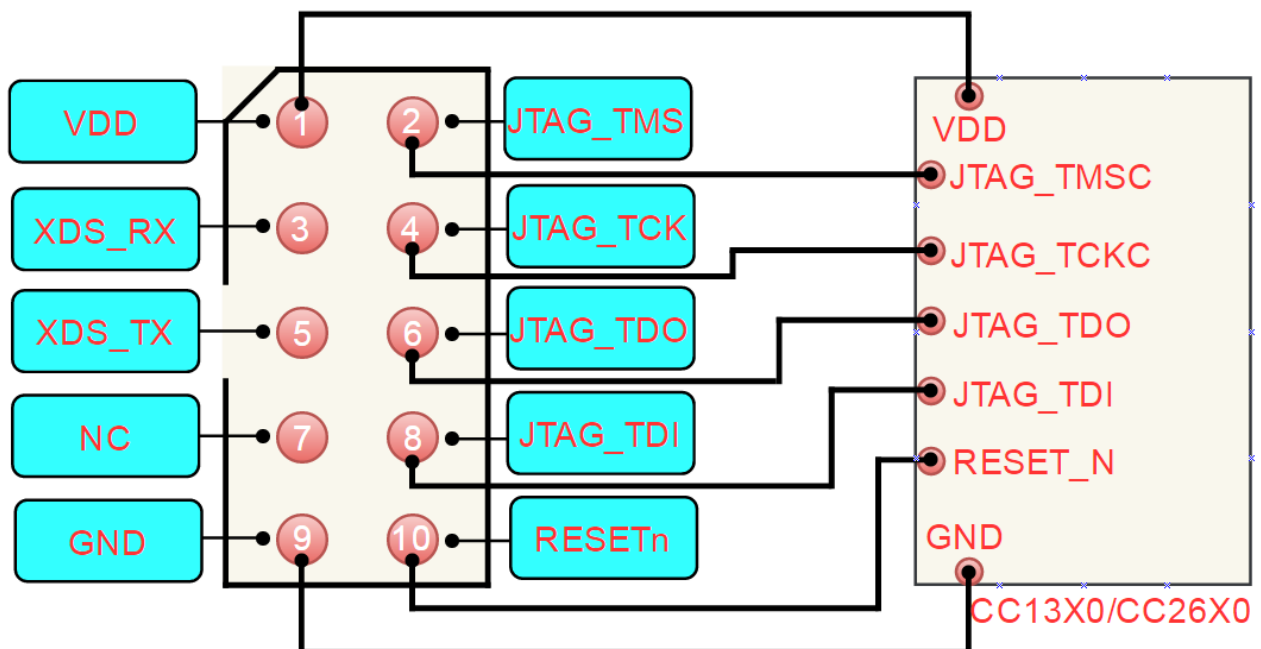 VDD
1
2
JTAG_TMS
VDD
JTAG_TMSC
XDS_RX
3
4
JTAG_TCK
JTAG_TCKC
XDS_TX
5
6
JTAG_TDO
JTAG_TDO
JTAG_TDI
NC
7
8
JTAG_TDI
RESET_N
GND
9
10
RESETn
GND
CC13X0/CC26X0